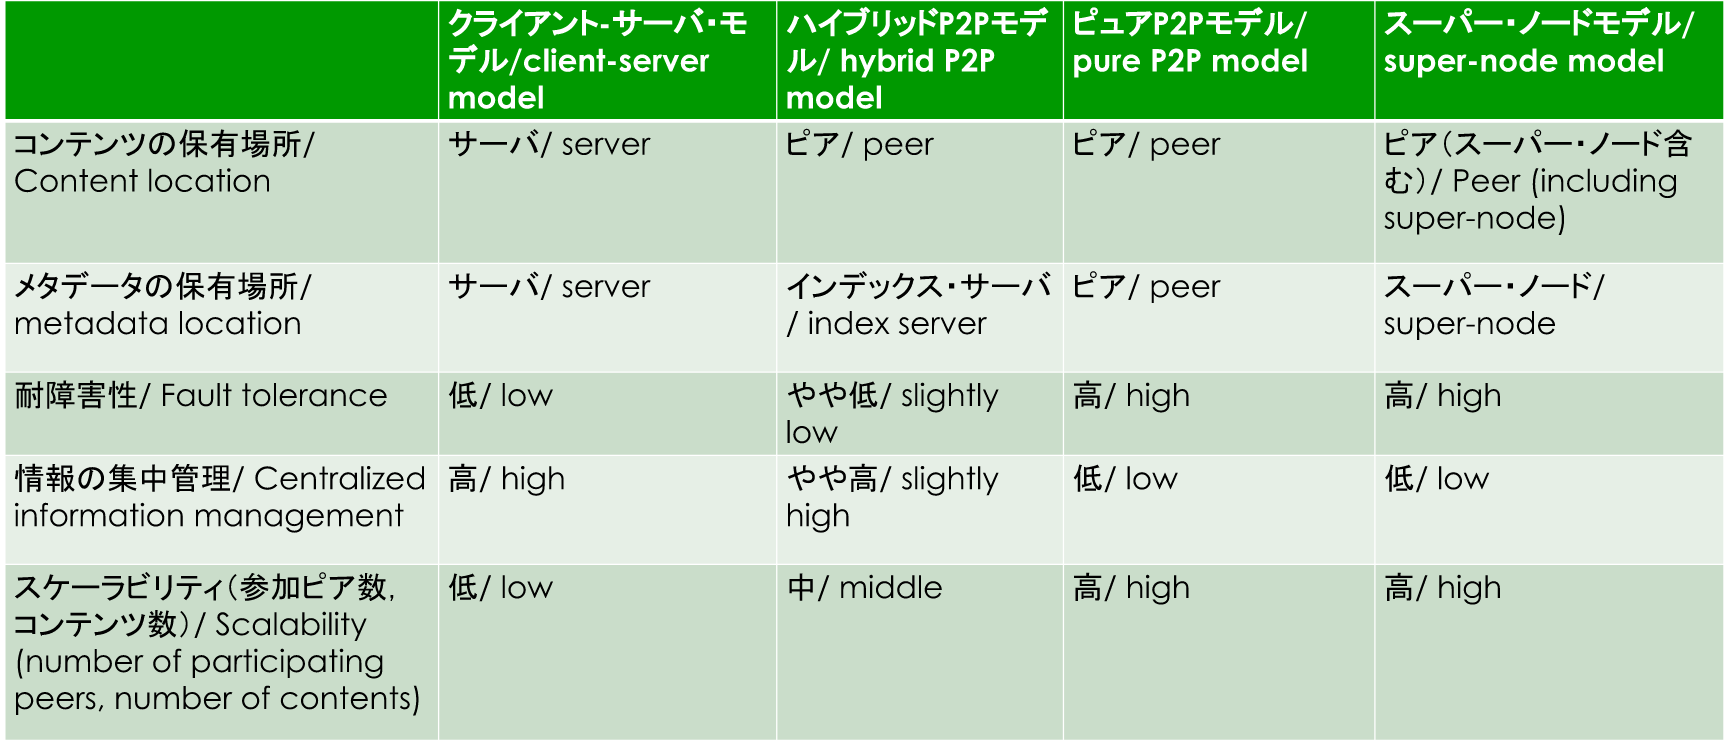 クライアント-サーバ・モ
デル/client-server
model
ハイブリッドP2Pモデ
ル/ hybrid P2P
model
ピュアP2Pモデル/
pure P2P model
スーパー・ノードモデル/
super-node model
コンテンツの保有場所/
Content location
サーバ/ server
ピア/ peer
ピア/ peer
ピア(スーパー・ノード含
む)/ Peer (including
super-node)
メタデータの保有場所/
metadata location
サーバ/ server
インデックス・サーバ
/ index server
ピア/ peer
スーパー・ノード/
super-node
耐障害性/ Fault tolerance
低/ low
やや低/ slightly
low
高/ high
高/ high
情報の集中管理/ Centralized
information management
高/ high
やや高/ slightly
high
低/ low
低/ low
スケーラビリティ(参加ピア数,
コンテンツ数)/ Scalability
(number of participating
peers, number of contents)
低/ low
中/ middle
高/ high
高/ high